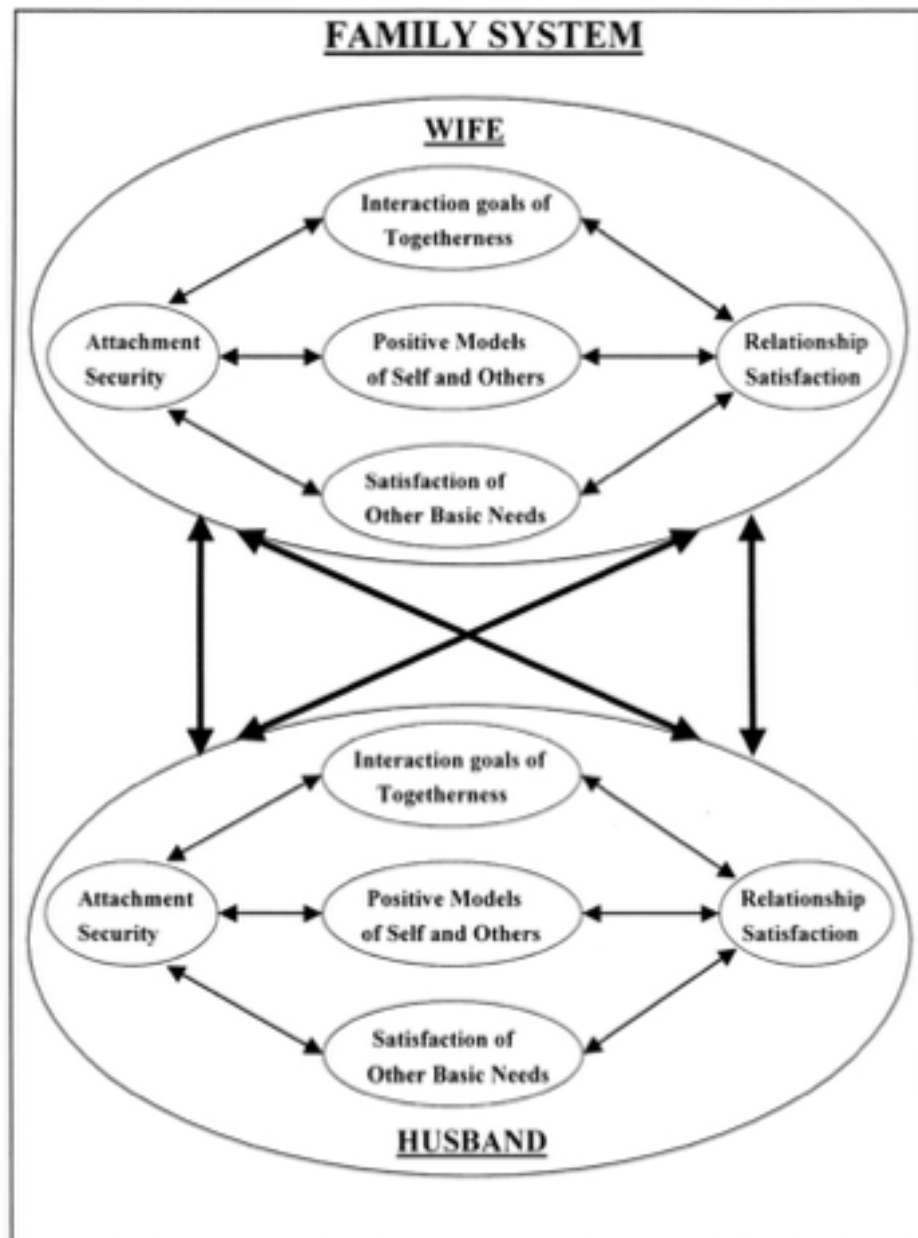 FAMILY SYSTEM
WIFE
Interaction goals of
Togetherness
Attachment
Security
Positive Models
of Self and Others
Relationship
Satisfaction
Satisfaction of
Other Basic Needs
Interaction goals of
Togetherness
Attachment
Security
Positive Models
of Self and Others
Relationship
Satisfaction
Satisfaction of
Other Basic Needs
HUSBAND